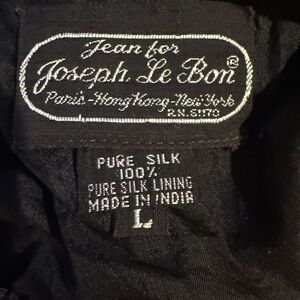 Jean for
Joseph Le Bon®
Paris-Hong Kong-New York
R.N. 51170
PURE SILK
100%
PURE SILK LINING
MADE IN INDIA
L